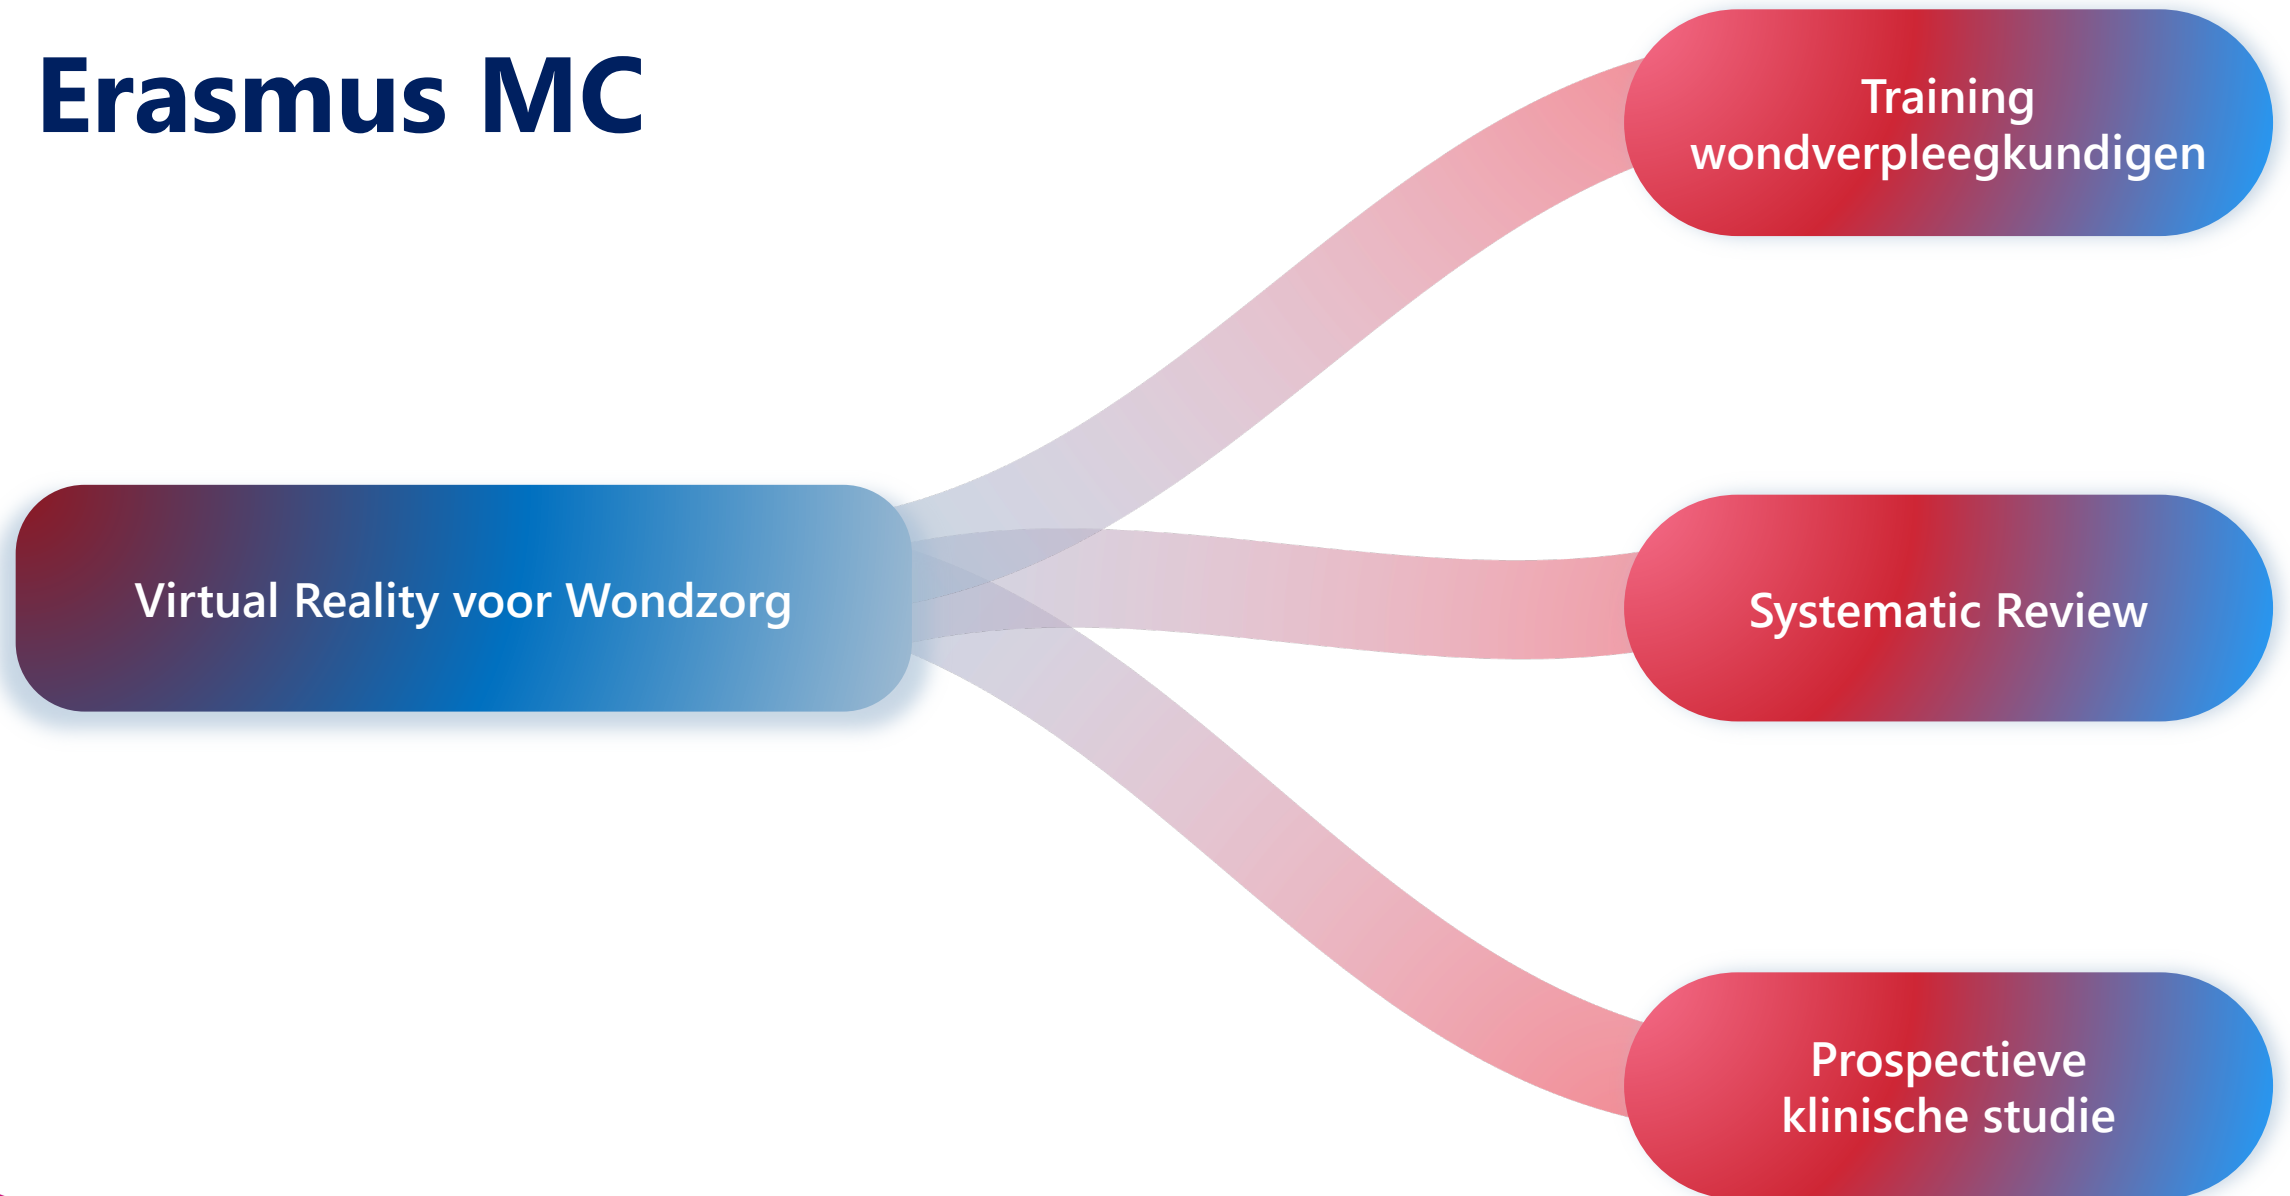 Erasmus MC
Training
wondverpleegkundigen
Virtual Reality voor Wondzorg
Systematic Review
Prospectieve
klinische studie